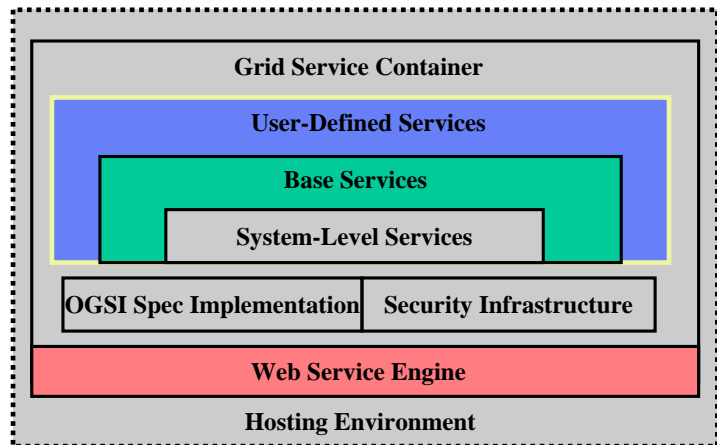 Grid Service Container
User-Defined Services
Base Services
System-Level Services
OGSI Spec Implementation
Security Infrastructure
Web Service Engine
Hosting Environment